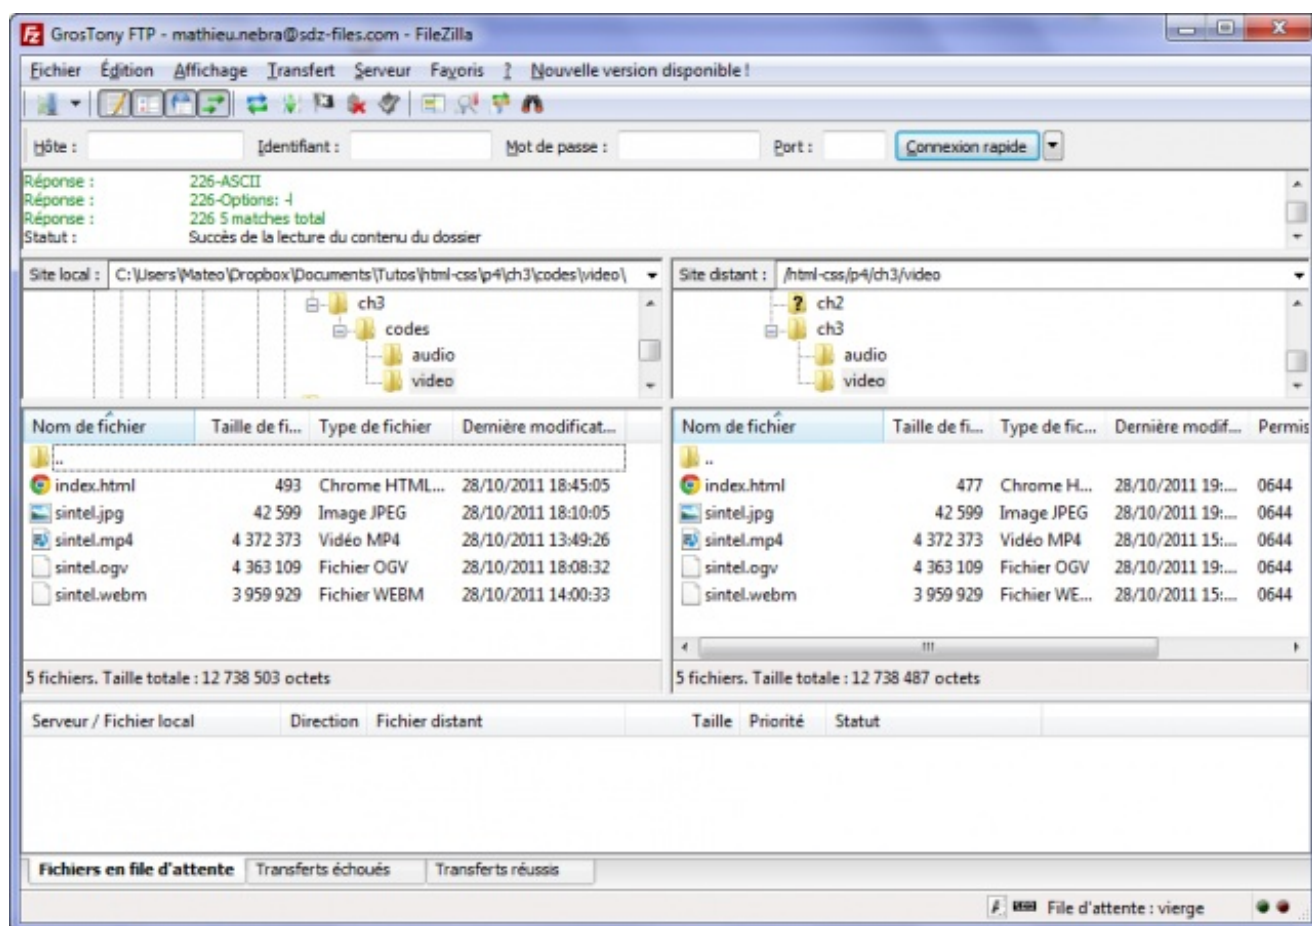 GrosTony FTP - mathieu.nebra@sdz-files.com - FileZilla
Fichier Édition Affichage Transfert Serveur Favoris ? Nouvelle version disponible !
Hôte : Identifiant : Mot de passe : Port : Connexion rapide
Réponse : 226-ASCII
Réponse : 226-Options: -l
Réponse : 226 5 matches total
Statut : Succès de la lecture du contenu du dossier
Site local : C:\Users\Mateo\Dropbox\Documents\Tutos\html-css\p4\ch3\codes\video\
ch3
codes
audio
video
Site distant : /html-css/p4/ch3/video
ch2
ch3
audio
video
Nom de fichier Taille de fi... Type de fichier Dernière modificat...
..
index.html 493 Chrome HTML... 28/10/2011 18:45:05
sintel.jpg 42 599 Image JPEG 28/10/2011 18:10:05
sintel.mp4 4 372 373 Vidéo MP4 28/10/2011 13:49:26
sintel.ogv 4 363 109 Fichier OGV 28/10/2011 18:08:32
sintel.webm 3 959 929 Fichier WEBM 28/10/2011 14:00:33
5 fichiers. Taille totale : 12 738 503 octets
Nom de fichier Taille de fi... Type de fic... Dernière modif... Permis
..
index.html 477 Chrome H... 28/10/2011 19:... 0644
sintel.jpg 42 599 Image JPEG 28/10/2011 19:... 0644
sintel.mp4 4 372 373 Vidéo MP4 28/10/2011 15:... 0644
sintel.ogv 4 363 109 Fichier OGV 28/10/2011 19:... 0644
sintel.webm 3 959 929 Fichier WE... 28/10/2011 15:... 0644
5 fichiers. Taille totale : 12 738 487 octets
Serveur / Fichier local Direction Fichier distant Taille Priorité Statut
Fichiers en file d'attente Transferts échoués Transferts réussis
File d'attente : vierge